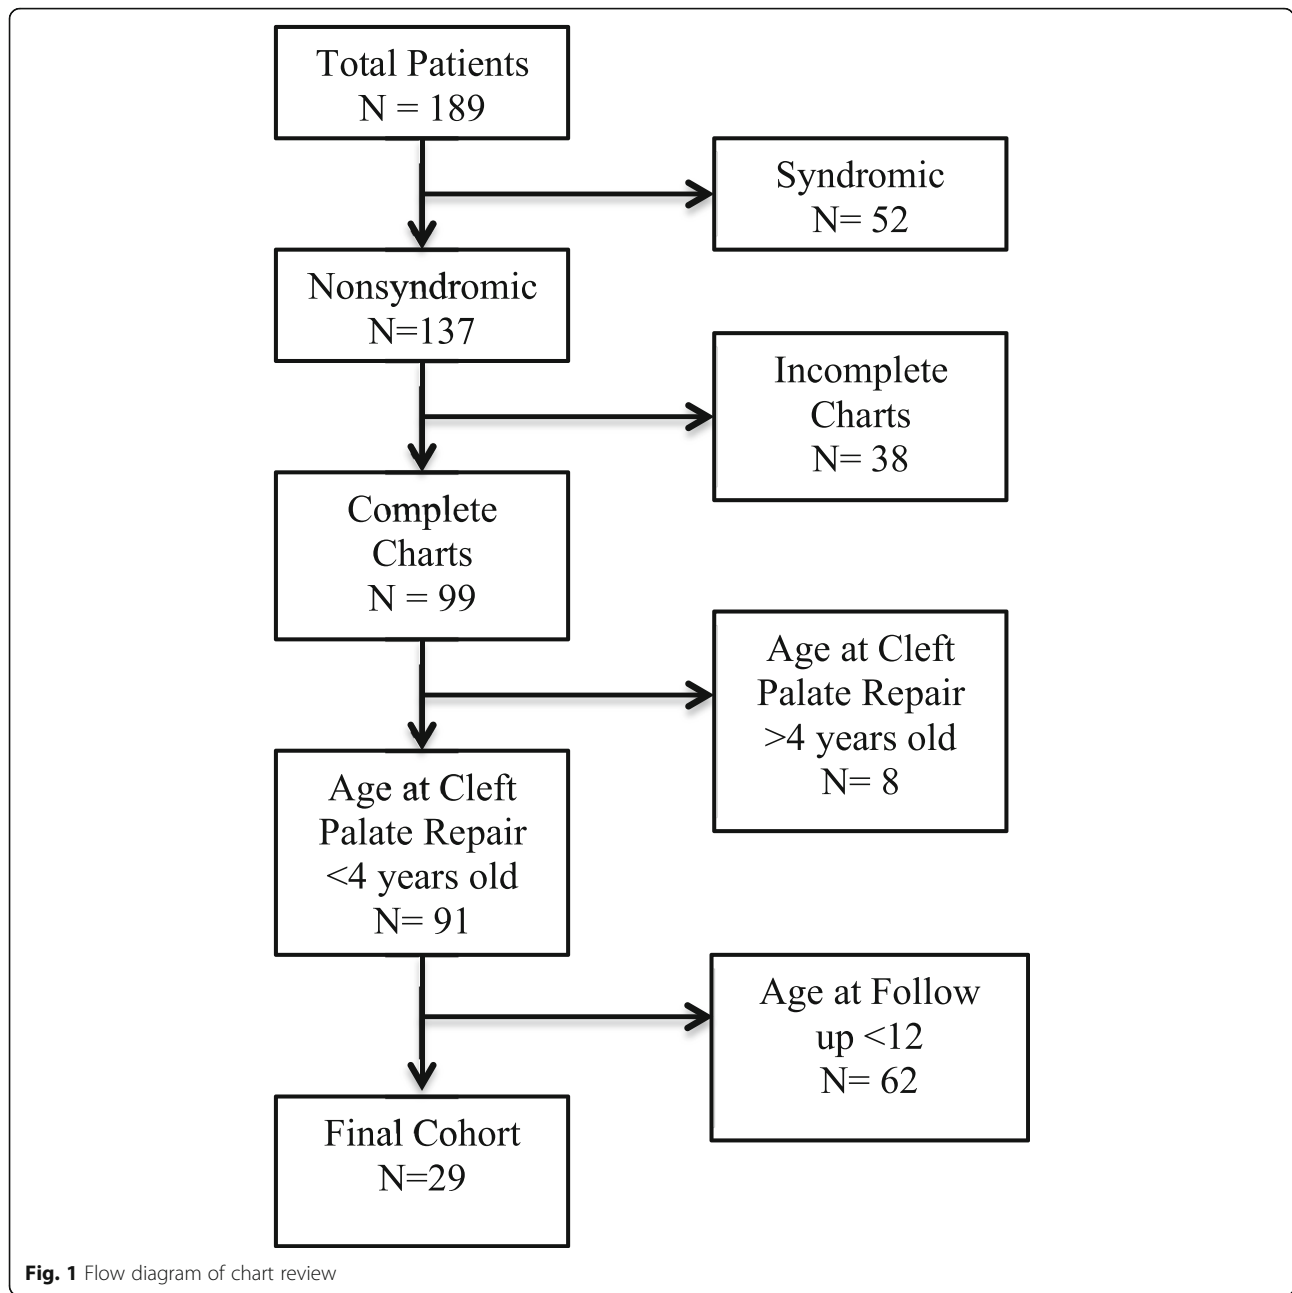 Total Patients
N = 189
Syndromic
N= 52
Nonsyndromic
N=137
Incomplete
Charts
N= 38
Complete
Charts
N = 99
Age at Cleft
Palate Repair
>4 years old
N= 8
Age at Cleft
Palate Repair
<4 years old
N= 91
Age at Follow
up <12
N= 62
Final Cohort
N=29
Fig. 1 Flow diagram of chart review